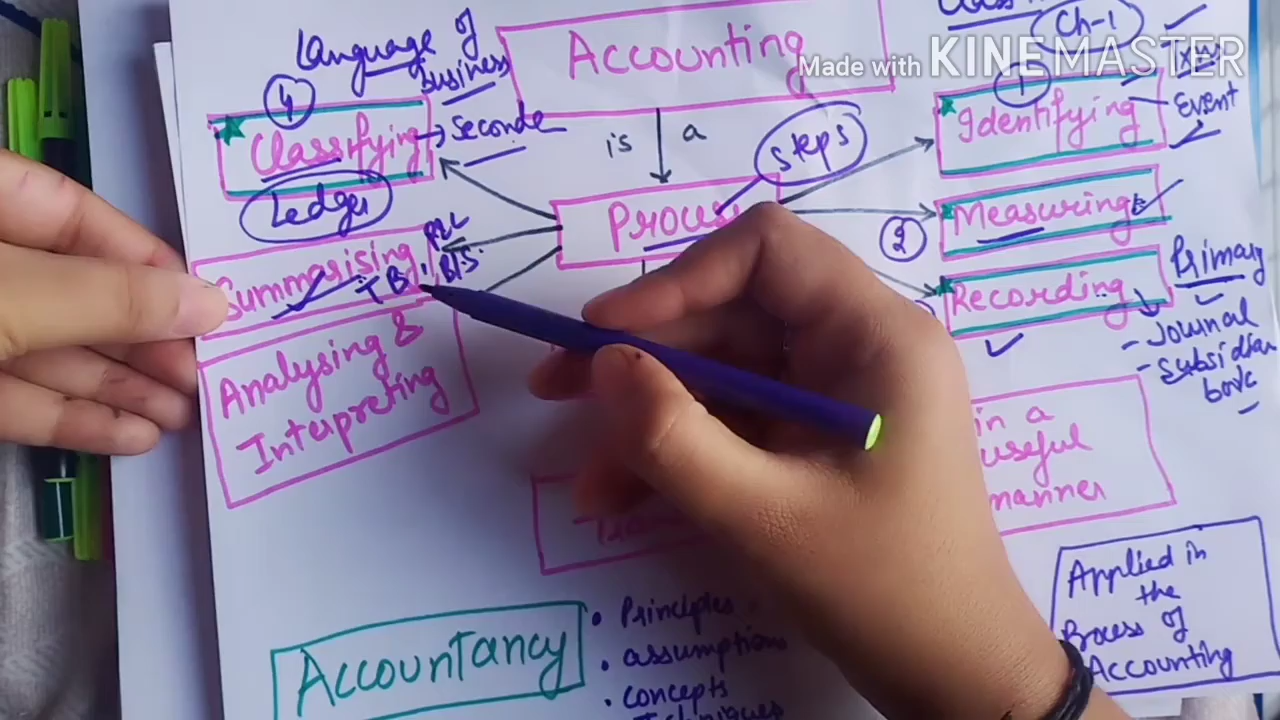 Language of
business
Accounting
Ch-1
Made with KINEMASTER
4
1
Classifying → Seconde
is a
steps
Identifying
Event
Ledger
Process
2
Measuring
Summarising
P&L
T B. B/S.
Recording
Primary
- Journal
- Subsidian
book
Analysing &
Interpreting
in a
useful
manner
Applied in
the
Process of
Accounting
Accountancy
• Principles
• assumptions
• concepts
Techniques